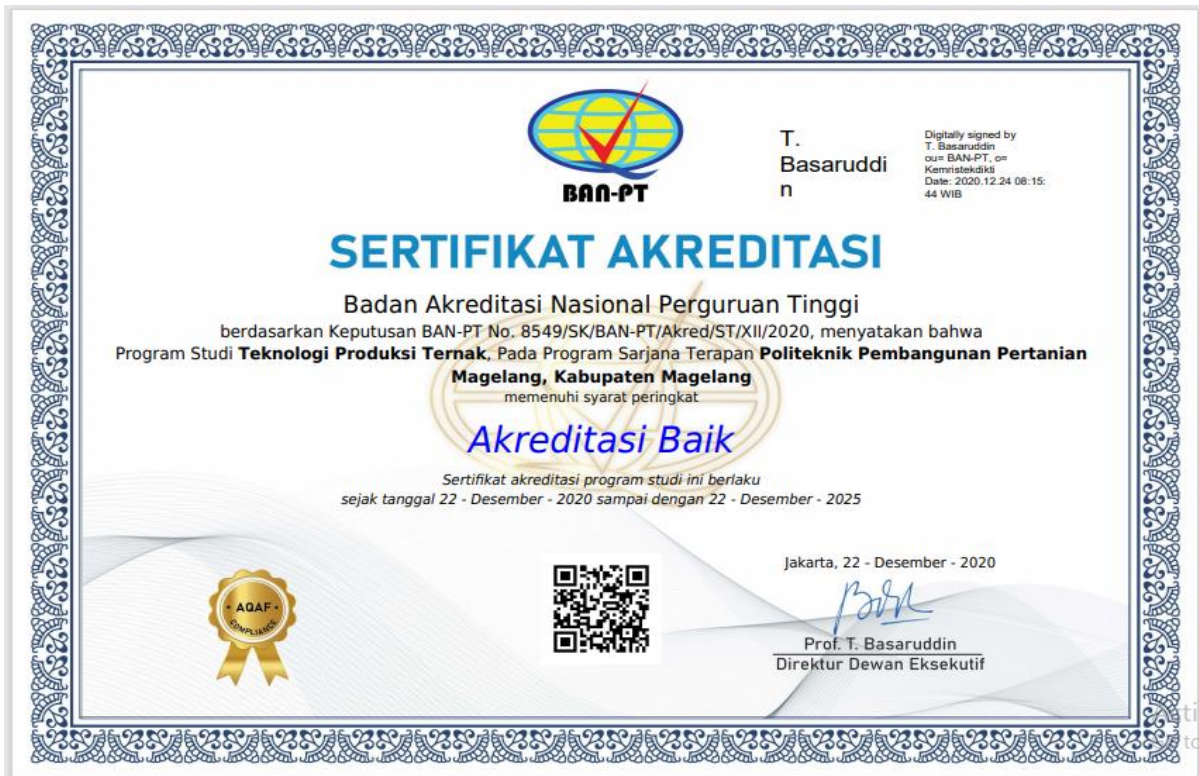 BAN-PT
T.
Basaruddi
n
Digitally signed by
T. Basaruddin
ou= BAN-PT, o=
Kemristekdikti
Date: 2020.12.24 08:15:
44 WIB
SERTIFIKAT AKREDITASI
Badan Akreditasi Nasional Perguruan Tinggi
berdasarkan Keputusan BAN-PT No. 8549/SK/BAN-PT/Akred/ST/XII/2020, menyatakan bahwa
Program Studi Teknologi Produksi Ternak, Pada Program Sarjana Terapan Politeknik Pembangunan Pertanian
Magelang, Kabupaten Magelang
memenuhi syarat peringkat
Akreditasi Baik
Sertifikat akreditasi program studi ini berlaku
sejak tanggal 22 - Desember - 2020 sampai dengan 22 - Desember - 2025
AQAF
COMPLIANCE
Jakarta, 22 - Desember - 2020
Prof. T. Basaruddin
Direktur Dewan Eksekutif